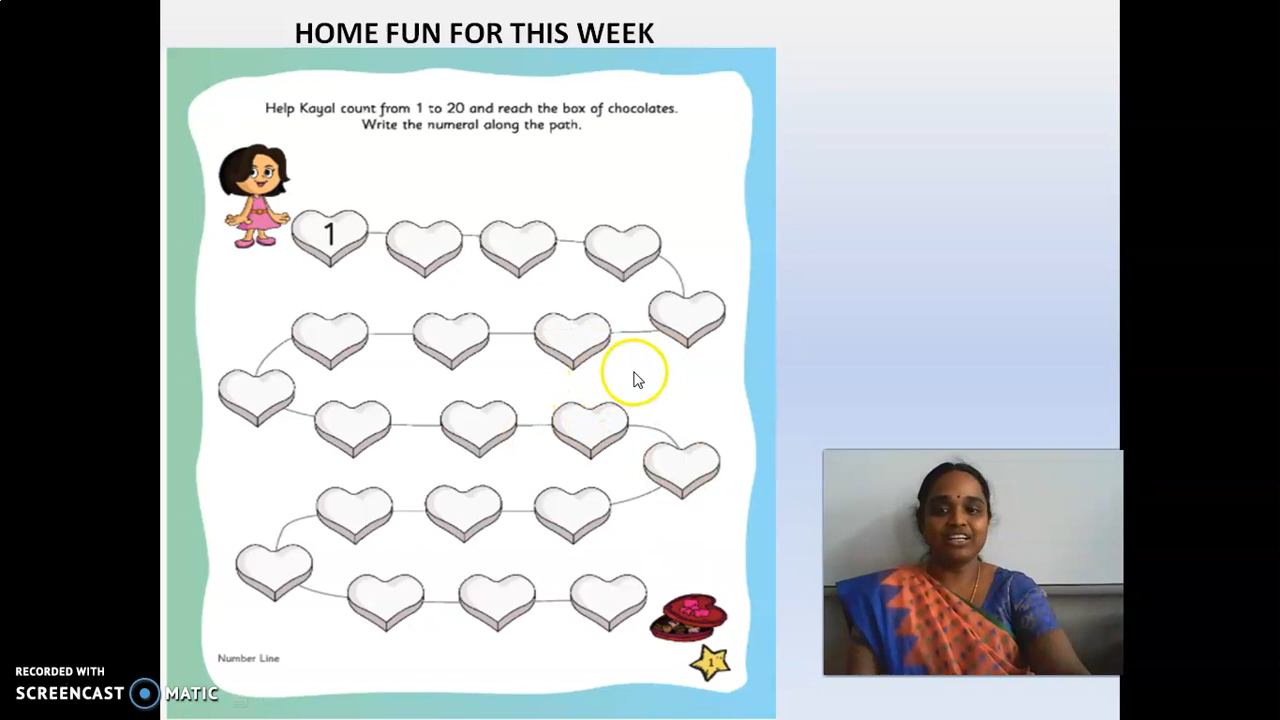 HOME FUN FOR THIS WEEK
Help Kayal count from 1 to 20 and reach the box of chocolates.
Write the numeral along the path.
1
Number Line
1
RECORDED WITH
SCREENCAST MATIC